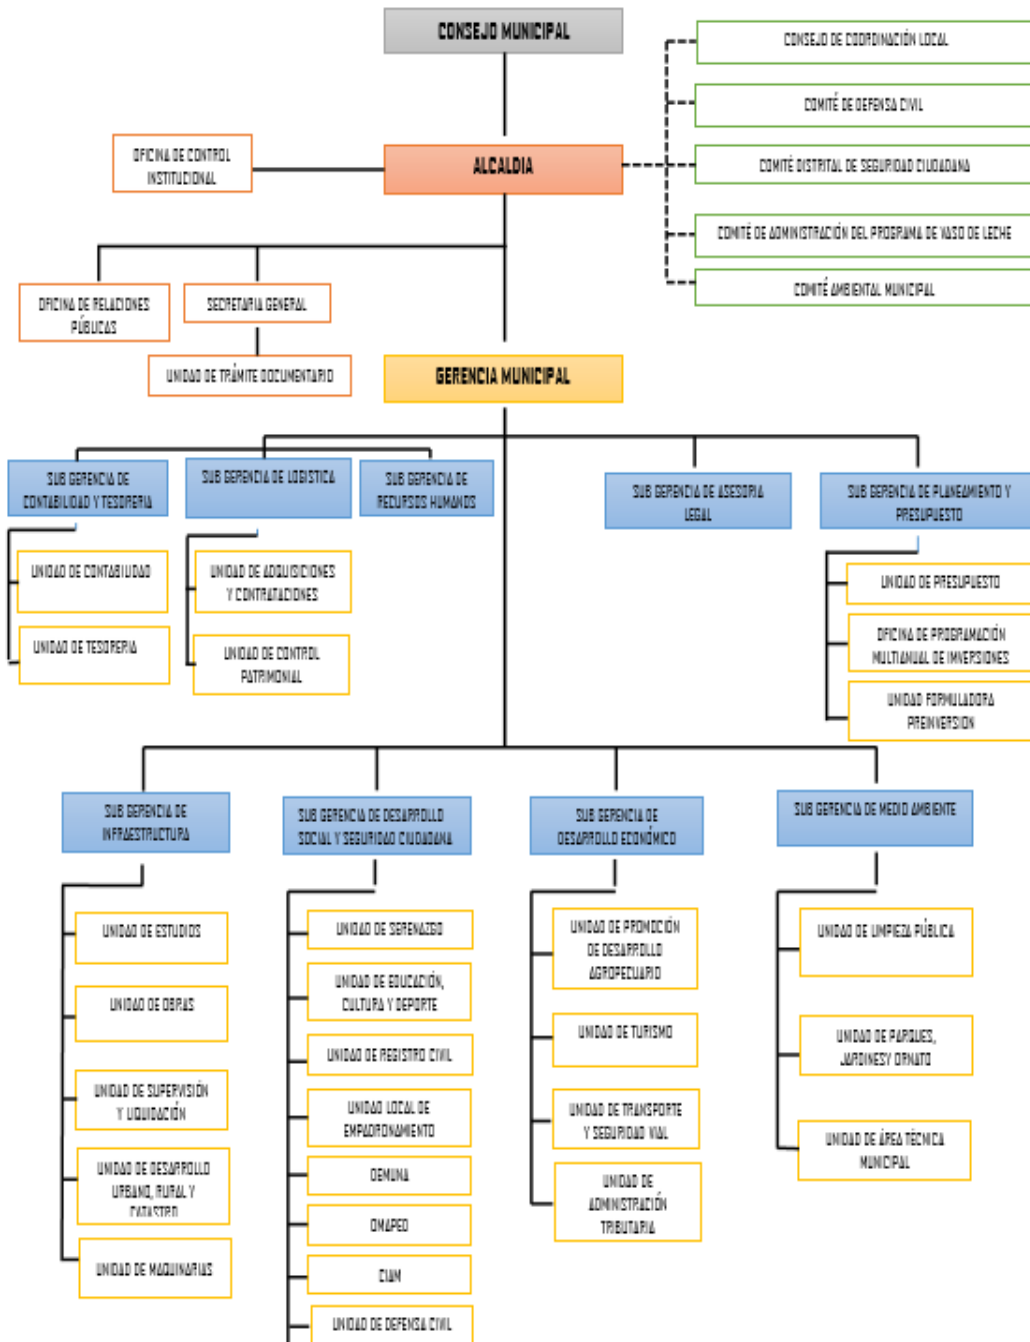 CONSEJO MUNICIPAL
CONSEJO DE COORDINACIÓN LOCAL
COMITÉ DE DEFENSA CIVIL
OFICINA DE CONTROL
INSTITUCIONAL
ALCALDIA
COMITÉ DISTRITAL DE SEGURIDAD CIUDADANA
COMITÉ DE ADMINISTRACIÓN DEL PROGRAMA DE VASO DE LECHE
COMITÉ AMBIENTAL MUNICIPAL
OFICINA DE RELACIONES
PÚBLICAS
SECRETARIA GENERAL
UNIDAD DE TRÁMITE DOCUMENTARIO
GERENCIA MUNICIPAL
SUB GERENCIA DE
CONTABILIDAD Y TESORERIA
SUB GERENCIA DE LOGISTICA
SUB GERENCIA DE
RECURSOS HUMANOS
SUB GERENCIA DE ASESORIA
LEGAL
SUB GERENCIA DE PLANEAMIENTO Y
PRESUPUESTO
UNIDAD DE CONTABILIDAD
UNIDAD DE TESORERIA
UNIDAD DE ADQUISICIONES
Y CONTRATACIONES
UNIDAD DE CONTROL
PATRIMONIAL
UNIDAD DE PRESUPUESTO
OFICINA DE PROGRAMACIÓN
MULTIANUAL DE IMVERSIONES
UNIDAD FORMULADORA
PREINVERSION
SUB GERENCIA DE
INFRAESTRUCTURA
SUB GERENCIA DE DESARROLLO
SOCIAL Y SEGURIDAD CIUDADANA
SUB GERENCIA DE
DESARROLLO ECONÓMICO
SUB GERENCIA DE MEDIO AMBIENTE
UNIDAD DE ESTUDIOS
UNIDAD DE OBRAS
UNIDAD DE SUPERVISIÓN
Y LIQUIDACIÓN
UNIDAD DE DESARROLLO
URBANO, RURAL Y
CATASTRO
UNIDAD DE MAQUINARIAS
UNIDAD DE SERENAZGO
UNIDAD DE EDUCACIÓN,
CULTURA Y DEPORTE
UNIDAD DE REGISTRO CIVIL
UNIDAD LOCAL DE
EMPADRONAMIENTO
DEMUNA
OMAPED
CIAM
UNIDAD DE DEFENSA CIVIL
UNIDAD DE PROMOCIÓN
DE DESARROLLO
AGROPECUARIO
UNIDAD DE TURISMO
UNIDAD DE TRANSPORTE
Y SEGURIDAD VIAL
UNIDAD DE
ADMINISTRACIÓN
TRIBUTARIA
UNIDAD DE LIMPIEZA PÚBLICA
UNIDAD DE PARQUES,
JARDINES Y ORNATO
UNIDAD DE ÁREA TÉCNICA
MUNICIPAL